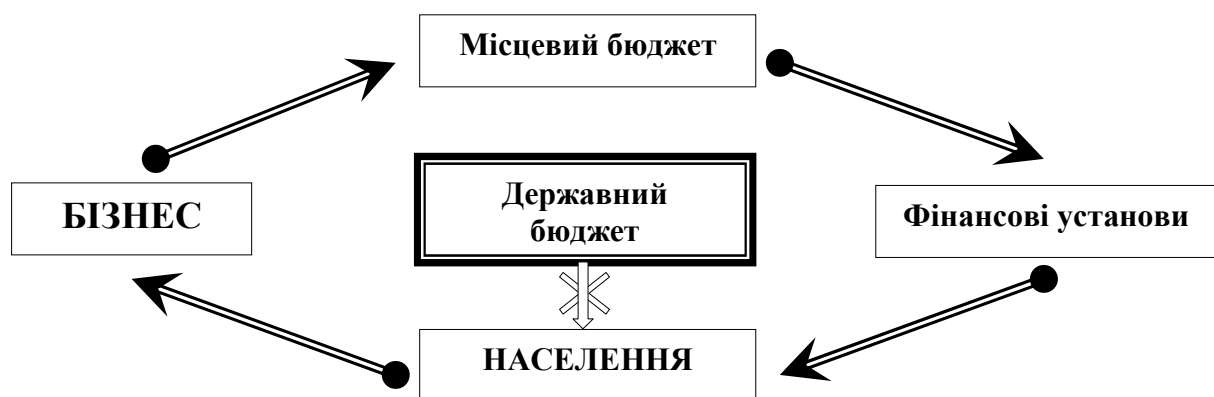 Місцевий бюджет
БІЗНЕС
Державний
бюджет
Фінансові установи
НАСЕЛЕННЯ